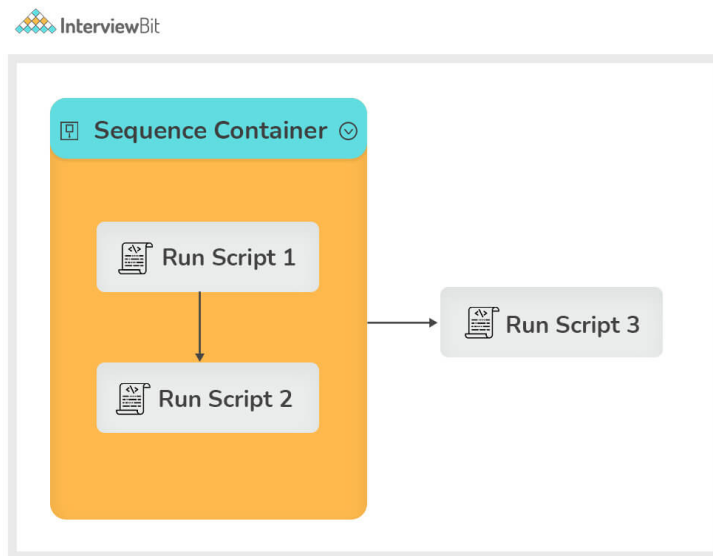 InterviewBit
Sequence Container
Run Script 1
Run Script 2
Run Script 3